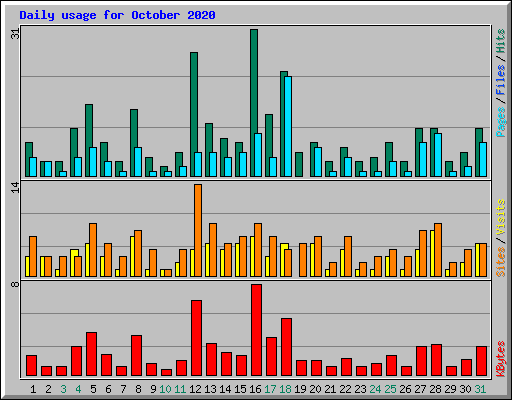 Daily usage for October 2020
31
Pages / Files / Hits
14
Sites / Visits
8
KBytes
1 2 3 4 5 6 7 8 9 10 11 12 13 14 15 16 17 18 19 20 21 22 23 24 25 26 27 28 29 30 31